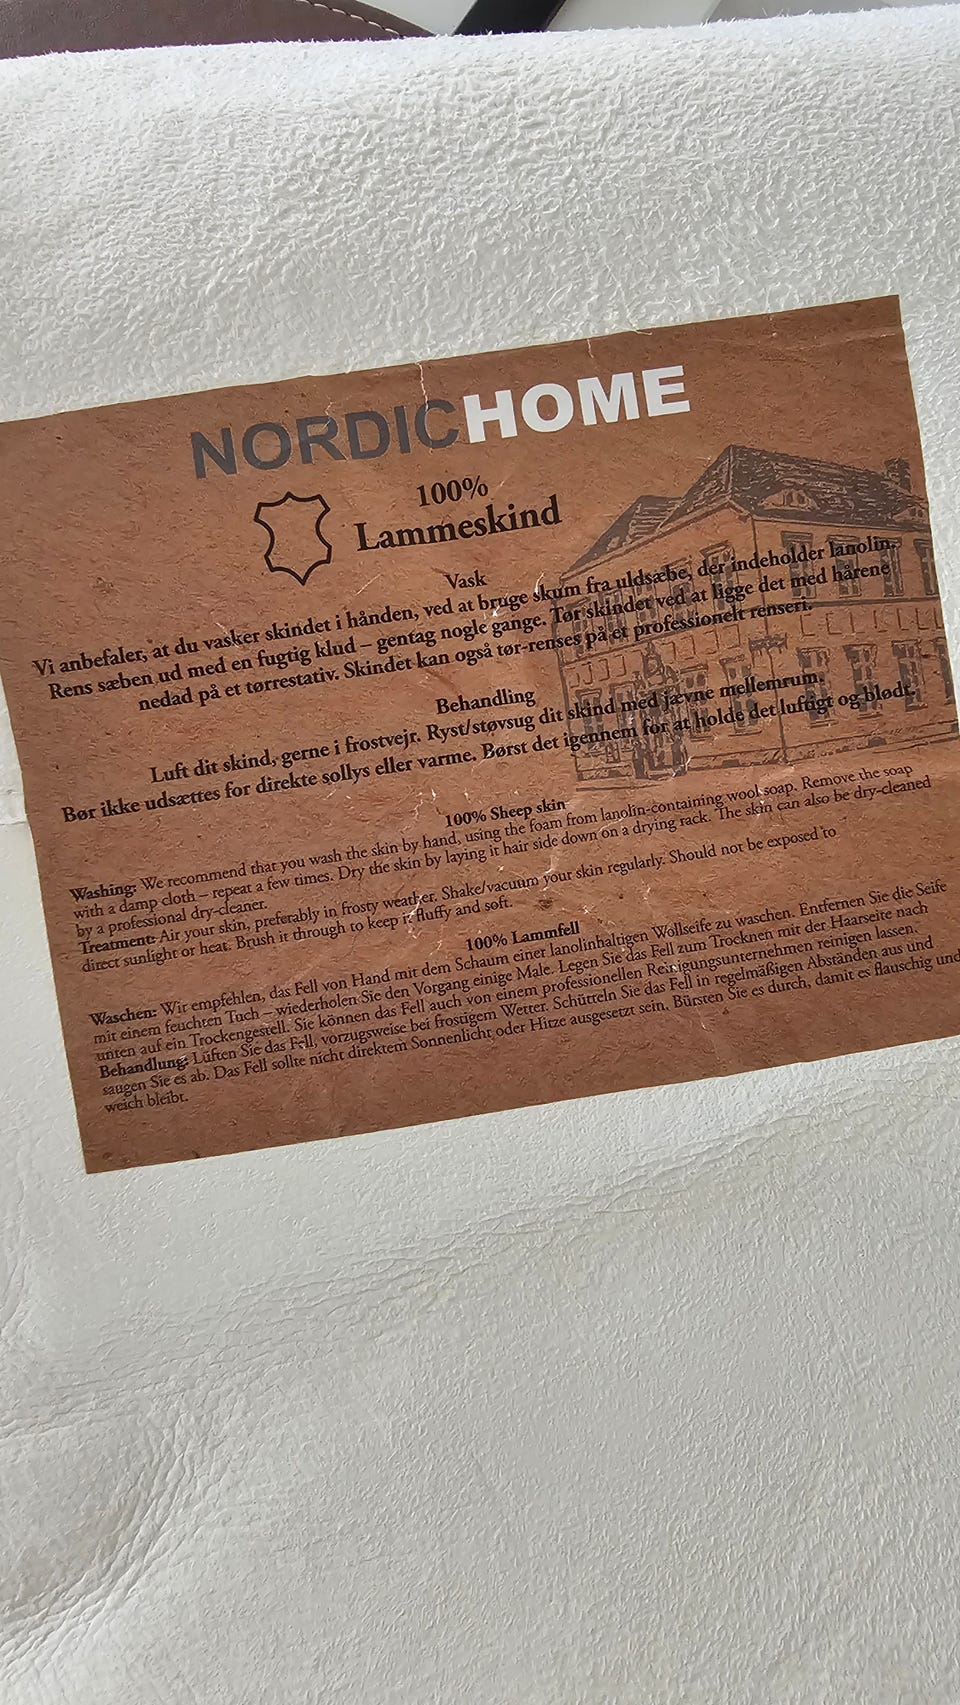 NORDICHOME
100%
Lammeskind
Vask
Vi anbefaler, at du vasker skindet i hånden, ved at bruge skum fra uldsæbe, der indeholder lanolin.
Rens sæben ud med en fugtig klud – gentag nogle gange. Tør skindet ved at ligge det med hårene
nedad på et tørrestativ. Skindet kan også tør-renses på et professionelt renseri.
Behandling
Luft dit skind, gerne i frostvejr. Ryst/støvsug dit skind med jævne mellemrum.
Bør ikke udsættes for direkte sollys eller varme. Børst det igennem for at holde det luftigt og blødt.
100% Sheep skin
Washing: We recommend that you wash the skin by hand, using the foam from lanolin-containing wool soap. Remove the soap
with a damp cloth – repeat a few times. Dry the skin by laying it hair side down on a drying rack. The skin can also be dry-cleaned
by a professional dry-cleaner.
Treatment: Air your skin, preferably in frosty weather. Shake/vacuum your skin regularly. Should not be exposed to
direct sunlight or heat. Brush it through to keep it fluffy and soft.
100% Lammfell
Waschen: Wir empfehlen, das Fell von Hand mit dem Schaum einer lanolinhaltigen Wollseife zu waschen. Entfernen Sie die Seife
mit einem feuchten Tuch – wiederholen Sie den Vorgang einige Male. Legen Sie das Fell zum Trocknen mit der Haarseite nach
unten auf ein Trockengestell. Sie können das Fell auch von einem professionellen Reinigungsunternehmen reinigen lassen.
Behandlung: Lüften Sie das Fell, vorzugsweise bei frostigem Wetter. Schütteln Sie das Fell in regelmäßigen Abständen aus und
saugen Sie es ab. Das Fell sollte nicht direktem Sonnenlicht oder Hitze ausgesetzt sein. Bürsten Sie es durch, damit es flauschig und
weich bleibt.